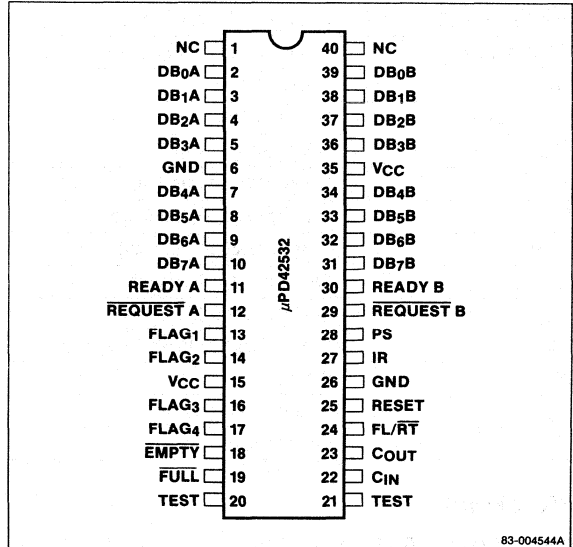 NC 1 40 NC
DB0A 2 39 DB0B
DB1A 3 38 DB1B
DB2A 4 37 DB2B
DB3A 5 36 DB3B
GND 6 35 VCC
DB4A 7 34 DB4B
DB5A 8 33 DB5B
DB6A 9 32 DB6B
DB7A 10 31 DB7B
READY A 11 30 READY B
REQUEST A 12 29 REQUEST B
FLAG1 13 28 PS
FLAG2 14 27 IR
VCC 15 26 GND
FLAG3 16 25 RESET
FLAG4 17 24 FL/RT
EMPTY 18 23 COUT
FULL 19 22 CIN
TEST 20 21 TEST
μPD42532
83-004544A